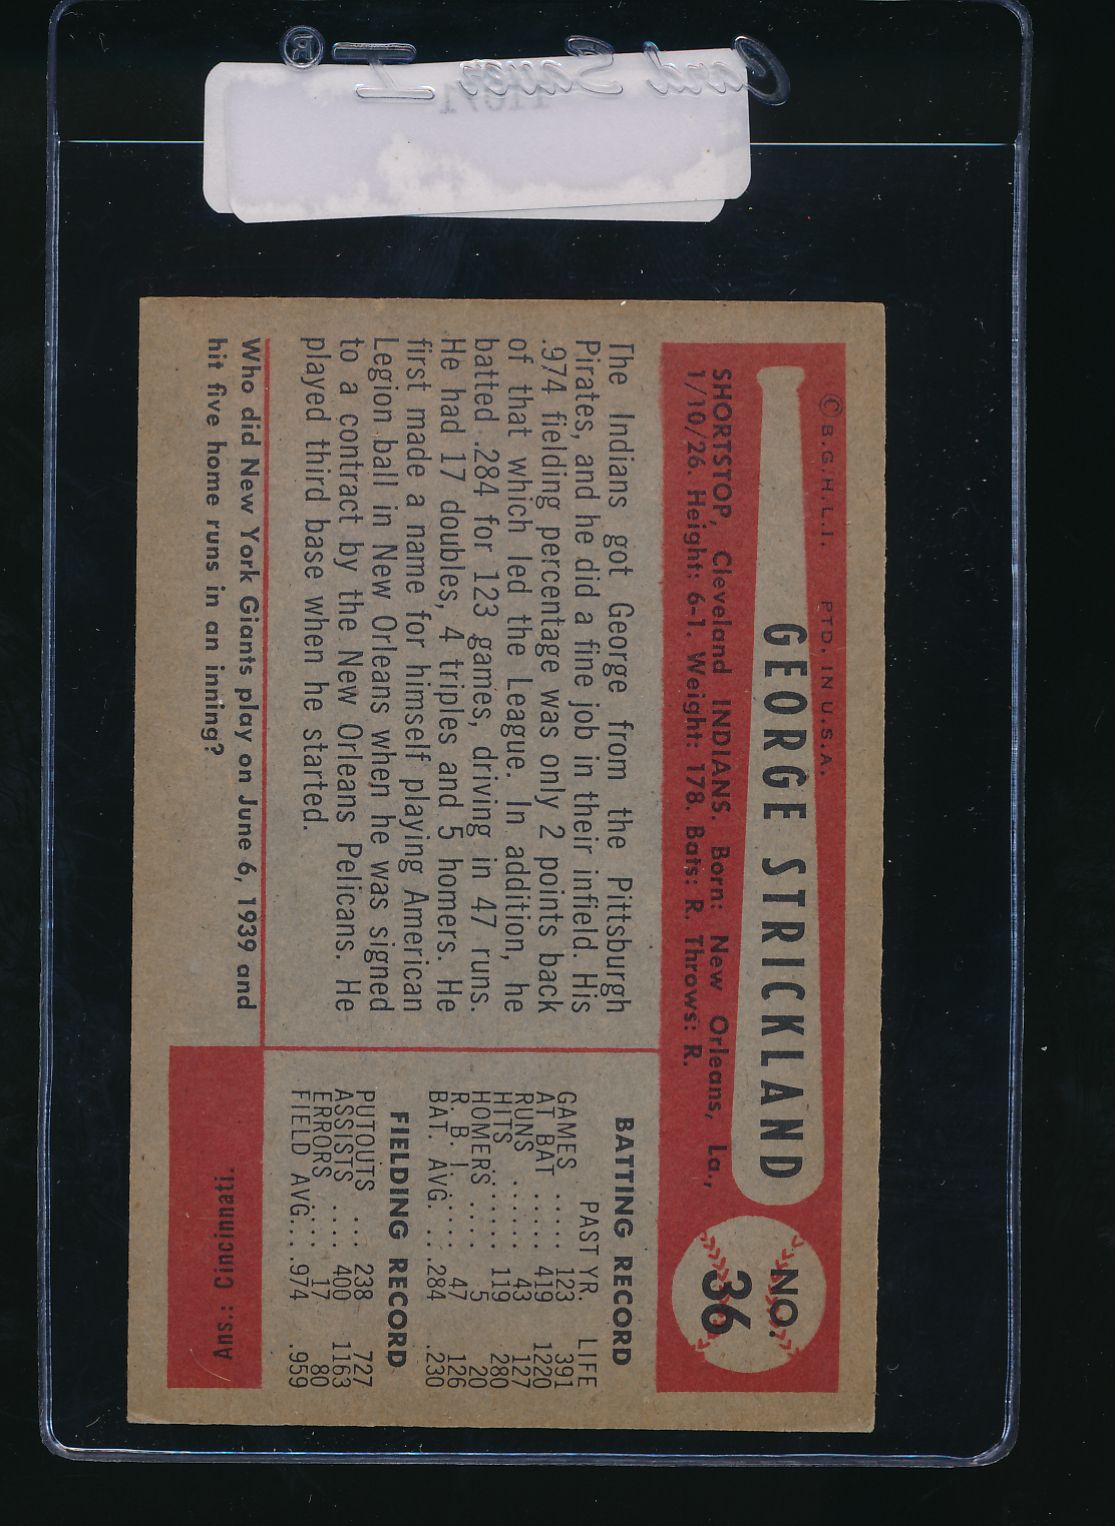 Card Saver I®
11671
© B.G.H.L.I. PTD. IN U.S.A.
GEORGE STRICKLAND
NO.
36
SHORTSTOP, Cleveland INDIANS. Born: New Orleans, La.,
1/10/26. Height: 6-1. Weight: 178. Bats: R. Throws: R.
The Indians got George from the Pittsburgh
Pirates, and he did a fine job in their infield. His
.974 fielding percentage was only 2 points back
of that which led the League. In addition, he
batted .284 for 123 games, driving in 47 runs.
He had 17 doubles, 4 triples and 5 homers. He
first made a name for himself playing American
Legion ball in New Orleans when he was signed
to a contract by the New Orleans Pelicans. He
played third base when he started.
BATTING RECORD
PAST YR. LIFE
GAMES ..... 123 391
AT BAT ..... 419 1220
RUNS ...... 43 127
HITS ...... 119 280
HOMERS ..... 5 20
R. B. I. ..... 47 126
BAT. AVG. ... .284 .230
FIELDING RECORD
PUTOUTS .... 238 727
ASSISTS .... 400 1163
ERRORS .... 17 80
FIELD AVG... .974 .959
Who did New York Giants play on June 6, 1939 and
hit five home runs in an inning?
Ans.: Cincinnati.